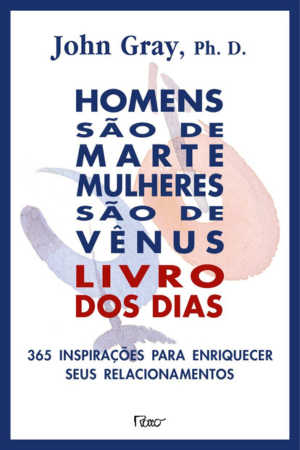 John Gray, Ph. D.
HOMENS
SÃO DE
MARTE
MULHERES
SÃO DE
VÊNUS
LIVRO
DOS DIAS
365 INSPIRAÇÕES PARA ENRIQUECER
SEUS RELACIONAMENTOS
Rocco